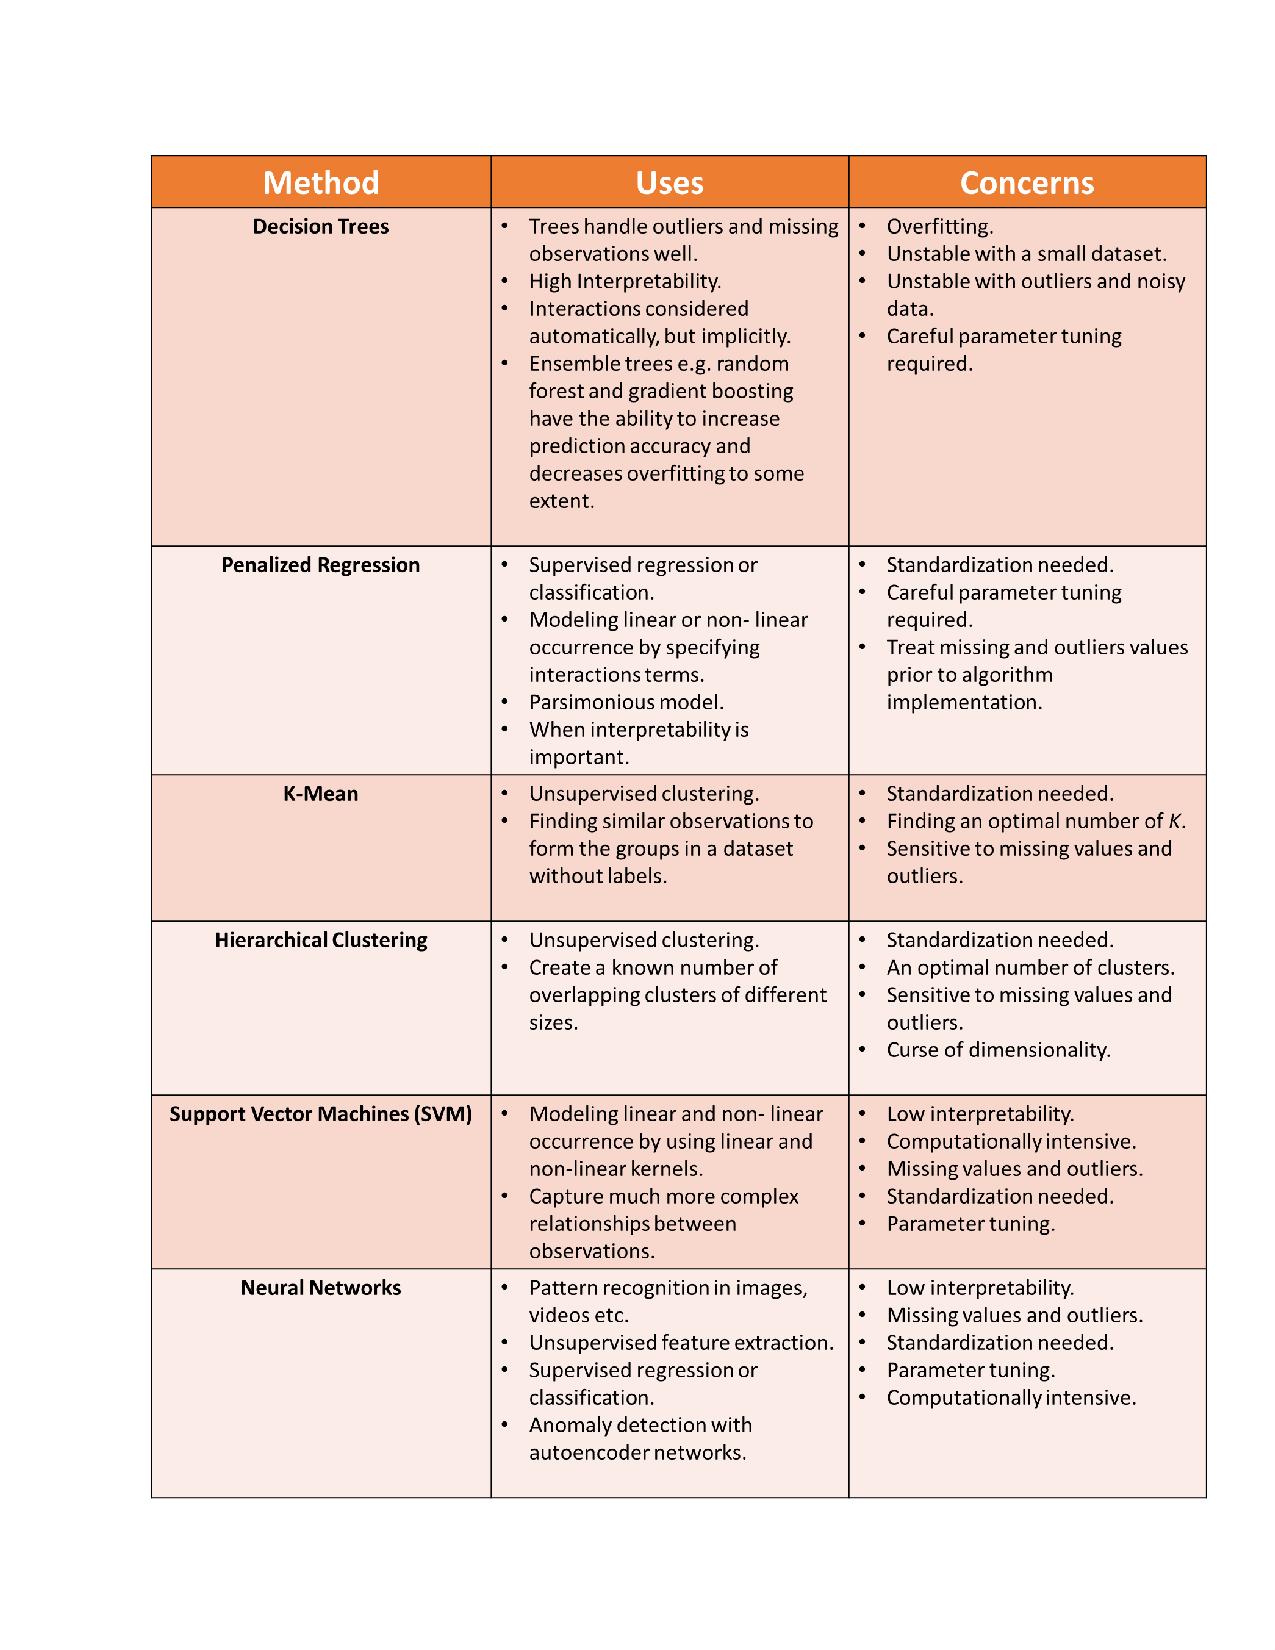 Method Uses Concerns
Decision Trees
• Trees handle outliers and missing
observations well.
• High Interpretability.
• Interactions considered
automatically, but implicitly.
• Ensemble trees e.g. random
forest and gradient boosting
have the ability to increase
prediction accuracy and
decreases overfitting to some
extent.
• Overfitting.
• Unstable with a small dataset.
• Unstable with outliers and noisy
data.
• Careful parameter tuning
required.
Penalized Regression
• Supervised regression or
classification.
• Modeling linear or non- linear
occurrence by specifying
interactions terms.
• Parsimonious model.
• When interpretability is
important.
• Standardization needed.
• Careful parameter tuning
required.
• Treat missing and outliers values
prior to algorithm
implementation.
K-Mean
• Unsupervised clustering.
• Finding similar observations to
form the groups in a dataset
without labels.
• Standardization needed.
• Finding an optimal number of K.
• Sensitive to missing values and
outliers.
Hierarchical Clustering
• Unsupervised clustering.
• Create a known number of
overlapping clusters of different
sizes.
• Standardization needed.
• An optimal number of clusters.
• Sensitive to missing values and
outliers.
• Curse of dimensionality.
Support Vector Machines (SVM)
• Modeling linear and non- linear
occurrence by using linear and
non-linear kernels.
• Capture much more complex
relationships between
observations.
• Low interpretability.
• Computationally intensive.
• Missing values and outliers.
• Standardization needed.
• Parameter tuning.
Neural Networks
• Pattern recognition in images,
videos etc.
• Unsupervised feature extraction.
• Supervised regression or
classification.
• Anomaly detection with
autoencoder networks.
• Low interpretability.
• Missing values and outliers.
• Standardization needed.
• Parameter tuning.
• Computationally intensive.